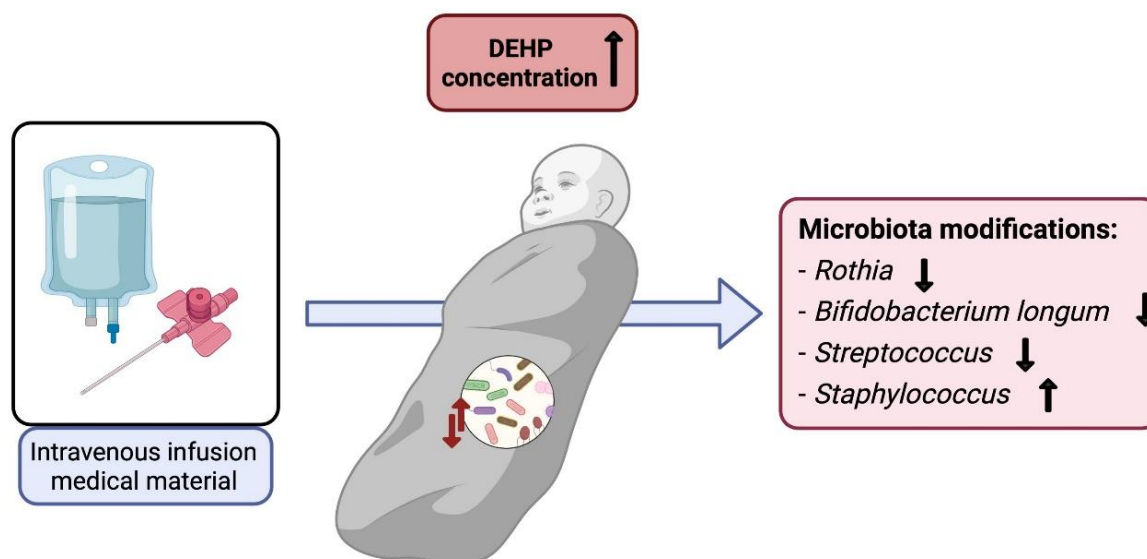 DEHP
concentration ↑
Intravenous infusion
medical material
Microbiota modifications:
- Rothia ↓
- Bifidobacterium longum ↓
- Streptococcus ↓
- Staphylococcus ↑